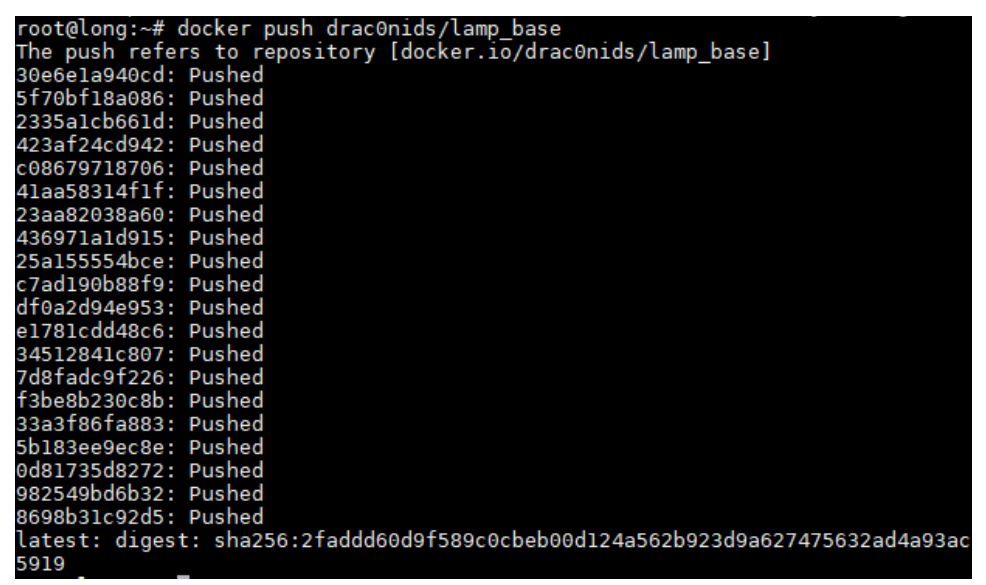 root@long:~# docker push drac0nids/lamp_base
The push refers to repository [docker.io/drac0nids/lamp_base]
30e6e1a940cd: Pushed
5f70bf18a086: Pushed
2335a1cb661d: Pushed
423af24cd942: Pushed
c08679718706: Pushed
41aa58314f1f: Pushed
23aa82038a60: Pushed
436971a1d915: Pushed
25a155554bce: Pushed
c7ad190b88f9: Pushed
df0a2d94e953: Pushed
e1781cdd48c6: Pushed
34512841c807: Pushed
7d8fadc9f226: Pushed
f3be8b230c8b: Pushed
33a3f86fa883: Pushed
5b183ee9ec8e: Pushed
0d81735d8272: Pushed
982549bd6b32: Pushed
8698b31c92d5: Pushed
latest: digest: sha256:2faddd60d9f589c0cbeb00d124a562b923d9a627475632ad4a93ac
5919